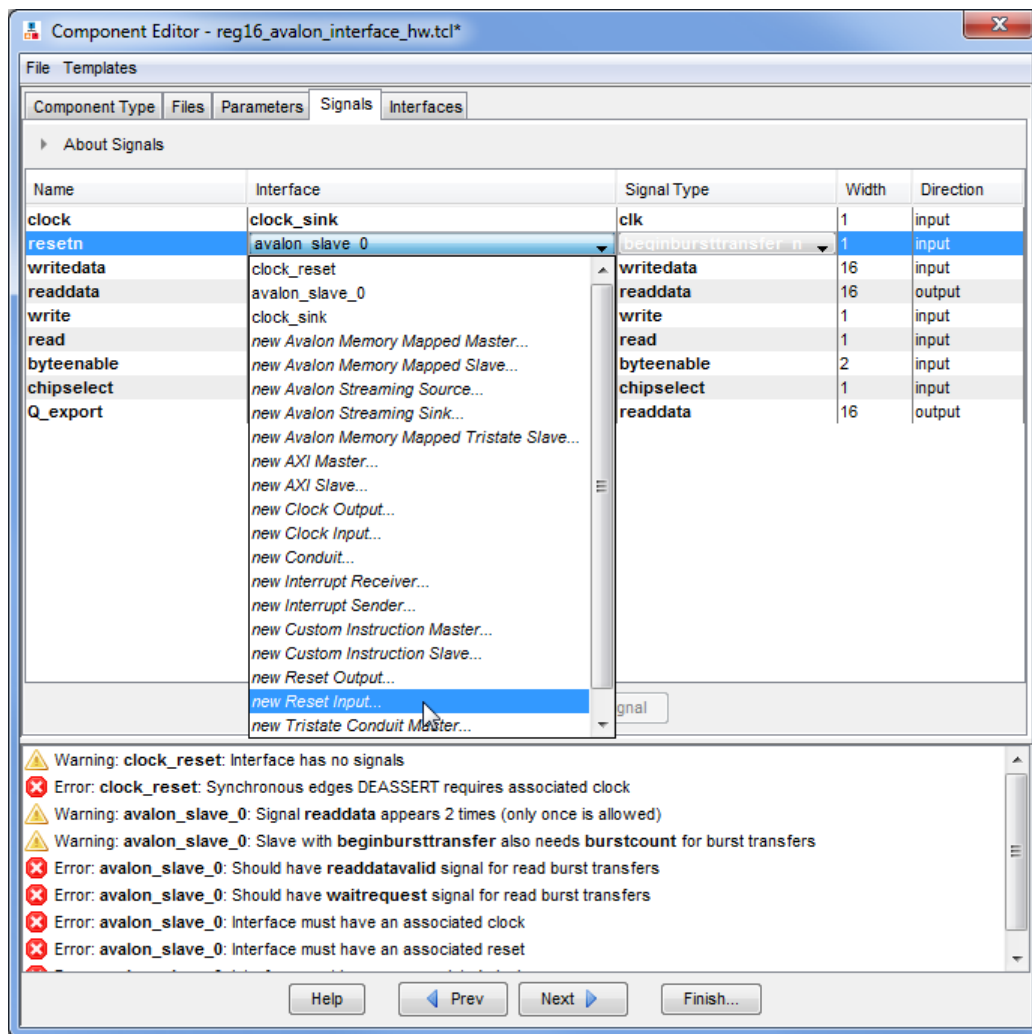 Component Editor - reg16_avalon_interface_hw.tcl*
File Templates
Component Type Files Parameters Signals Interfaces
About Signals
Name Interface Signal Type Width Direction
clock clock_sink clk 1 input
resetn avalon_slave_0 beginbursttransfer_n 1 input
writedata clock_reset writedata 16 input
readdata avalon_slave_0 readdata 16 output
write clock_sink write 1 input
read new Avalon Memory Mapped Master... read 1 input
byteenable new Avalon Memory Mapped Slave... byteenable 2 input
chipselect new Avalon Streaming Source... chipselect 1 input
Q_export new Avalon Streaming Sink... readdata 16 output
new Avalon Memory Mapped Tristate Slave...
new AXI Master...
new AXI Slave...
new Clock Output...
new Clock Input...
new Conduit...
new Interrupt Receiver...
new Interrupt Sender...
new Custom Instruction Master...
new Custom Instruction Slave...
new Reset Output...
new Reset Input... gnal
new Tristate Conduit Master...
Warning: clock_reset: Interface has no signals
Error: clock_reset: Synchronous edges DEASSERT requires associated clock
Warning: avalon_slave_0: Signal readdata appears 2 times (only once is allowed)
Warning: avalon_slave_0: Slave with beginbursttransfer also needs burstcount for burst transfers
Error: avalon_slave_0: Should have readdatavalid signal for read burst transfers
Error: avalon_slave_0: Should have waitrequest signal for read burst transfers
Error: avalon_slave_0: Interface must have an associated clock
Error: avalon_slave_0: Interface must have an associated reset
Help Prev Next Finish...